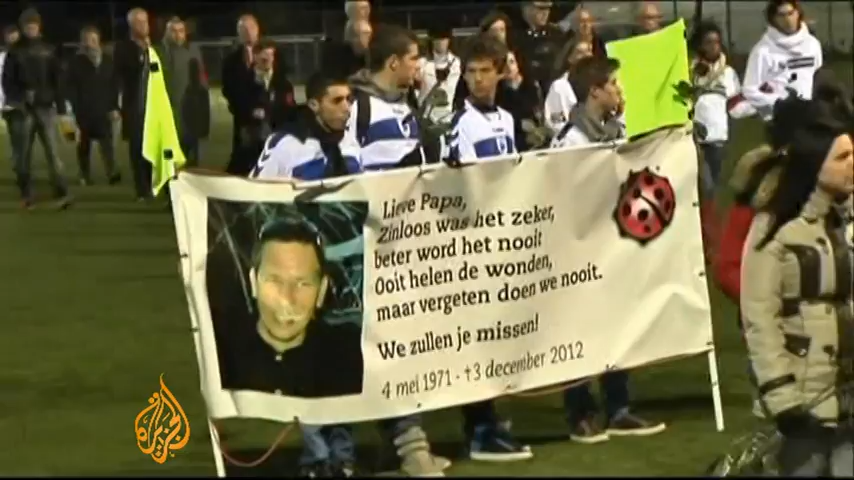 Lieve Papa,
Zinloos was het zeker,
beter word het nooit
Ooit helen de wonden,
maar vergeten doen we nooit.
We zullen je missen!
4 mei 1971 - †3 december 2012
الجزيرة